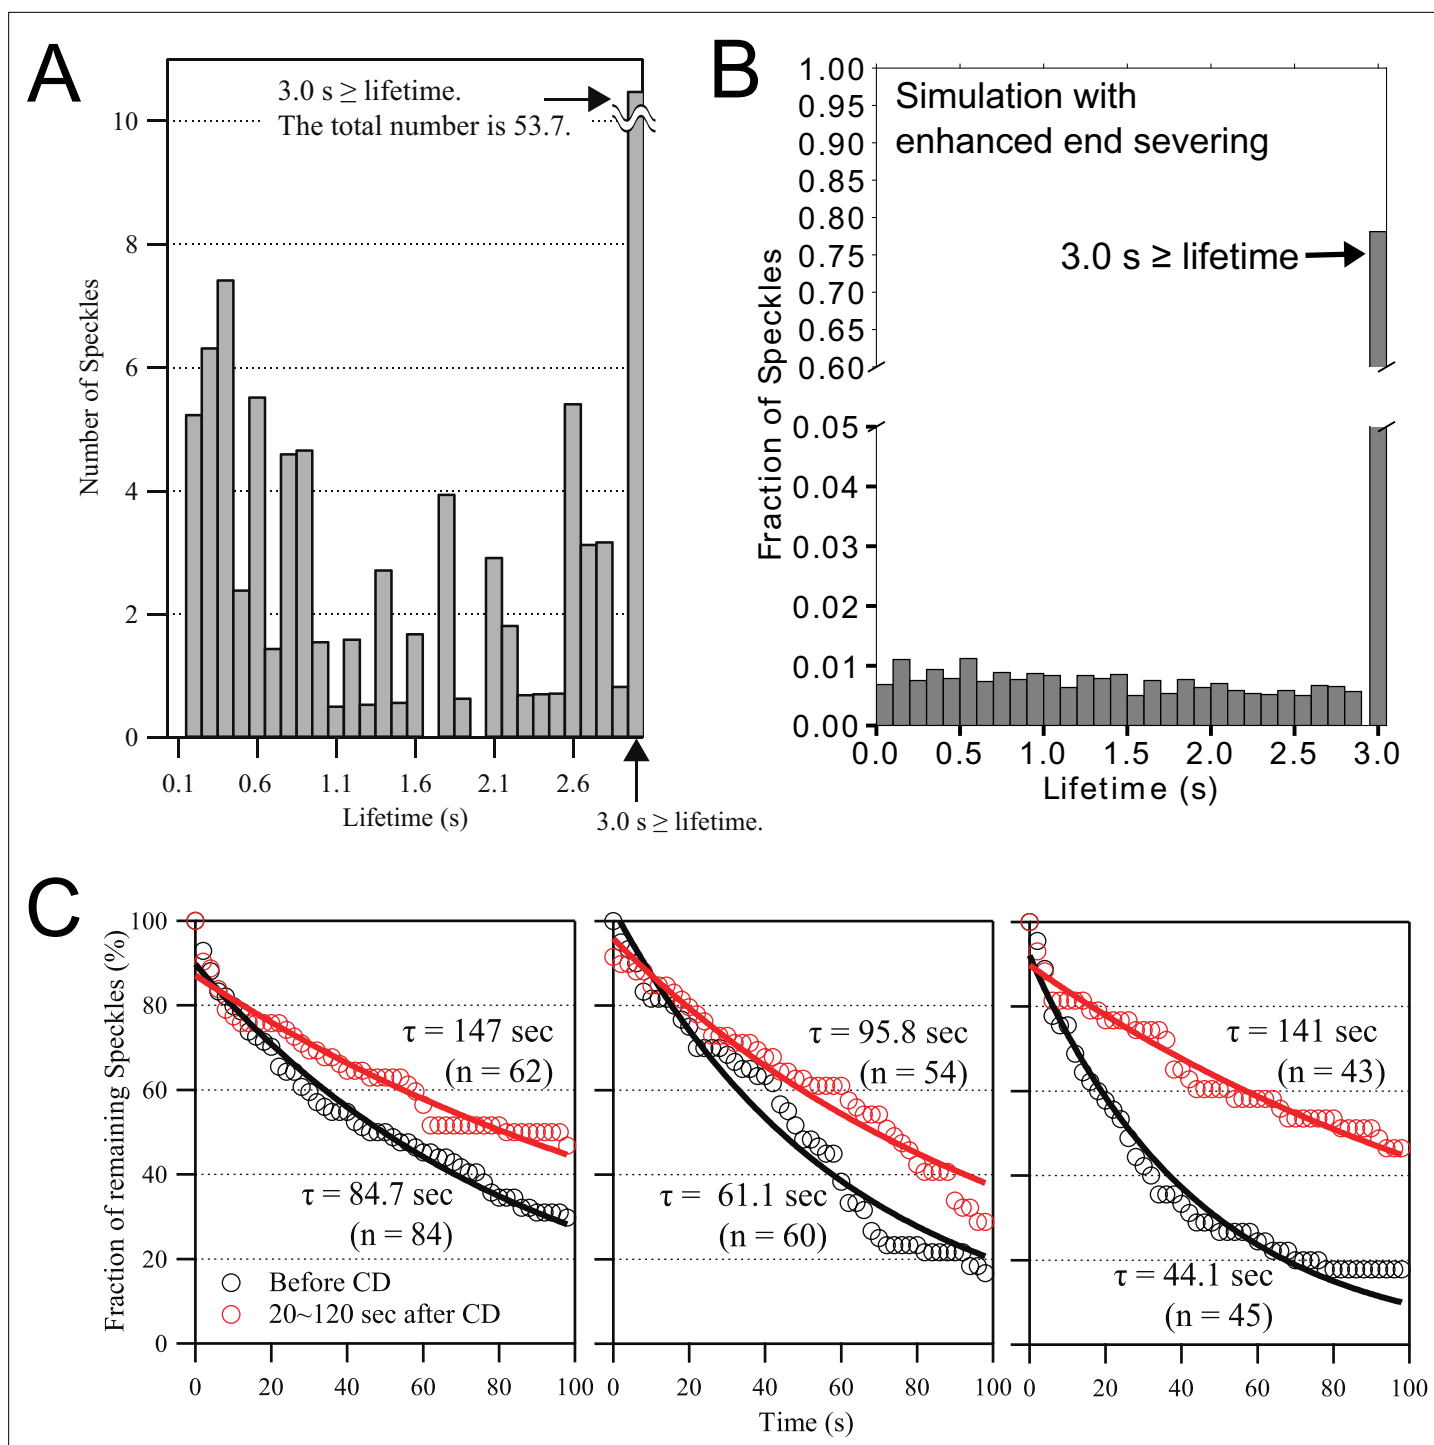 A
3.0 s ≥ lifetime.
The total number is 53.7.
10
8
6
4
2
0
Number of Speckles
0.1 0.6 1.1 1.6 2.1 2.6
Lifetime (s)
3.0 s ≥ lifetime.
B
Simulation with
enhanced end severing
3.0 s ≥ lifetime
1.00
0.95
0.90
0.85
0.80
0.75
0.70
0.65
0.60
0.05
0.04
0.03
0.02
0.01
0.00
Fraction of Speckles
0.0 0.5 1.0 1.5 2.0 2.5 3.0
Lifetime (s)
C
Fraction of remaining Speckles (%)
100
80
60
40
20
0
τ = 147 sec
(n = 62)
τ = 84.7 sec
(n = 84)
Before CD
20~120 sec after CD
0 20 40 60 80 100
τ = 95.8 sec
(n = 54)
τ = 61.1 sec
(n = 60)
0 20 40 60 80 100
τ = 141 sec
(n = 43)
τ = 44.1 sec
(n = 45)
0 20 40 60 80 100
Time (s)